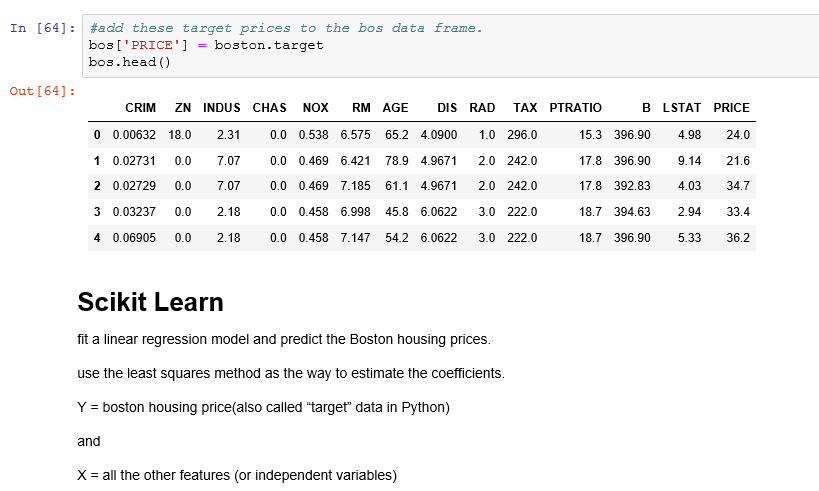 In [64]: #add these target prices to the bos data frame.
bos['PRICE'] = boston.target
bos.head()
Out[64]:
CRIM ZN INDUS CHAS NOX RM AGE DIS RAD TAX PTRATIO B LSTAT PRICE
0 0.00632 18.0 2.31 0.0 0.538 6.575 65.2 4.0900 1.0 296.0 15.3 396.90 4.98 24.0
1 0.02731 0.0 7.07 0.0 0.469 6.421 78.9 4.9671 2.0 242.0 17.8 396.90 9.14 21.6
2 0.02729 0.0 7.07 0.0 0.469 7.185 61.1 4.9671 2.0 242.0 17.8 392.83 4.03 34.7
3 0.03237 0.0 2.18 0.0 0.458 6.998 45.8 6.0622 3.0 222.0 18.7 394.63 2.94 33.4
4 0.06905 0.0 2.18 0.0 0.458 7.147 54.2 6.0622 3.0 222.0 18.7 396.90 5.33 36.2
Scikit Learn
fit a linear regression model and predict the Boston housing prices.
use the least squares method as the way to estimate the coefficients.
Y = boston housing price(also called “target” data in Python)
and
X = all the other features (or independent variables)